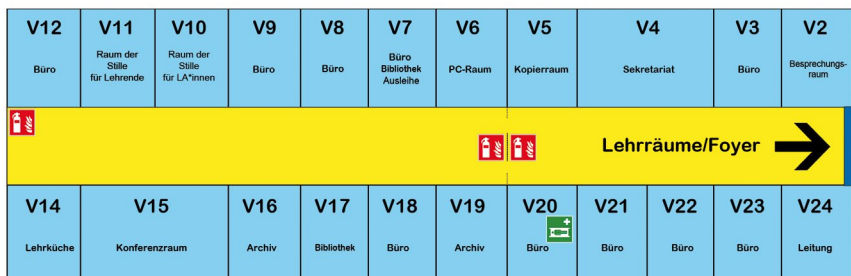 V12
Büro
V11
Raum der
Stille
für Lehrende
V10
Raum der
Stille
für LA*innen
V9
Büro
V8
Büro
V7
Büro
Bibliothek
Ausleihe
V6
PC-Raum
V5
Kopierraum
V4
Sekretariat
V3
Büro
V2
Besprechungs-
raum
Lehrräume/Foyer
V14
Lehrküche
V15
Konferenzraum
V16
Archiv
V17
Bibliothek
V18
Büro
V19
Archiv
V20
Büro
V21
Büro
V22
Büro
V23
Büro
V24
Leitung